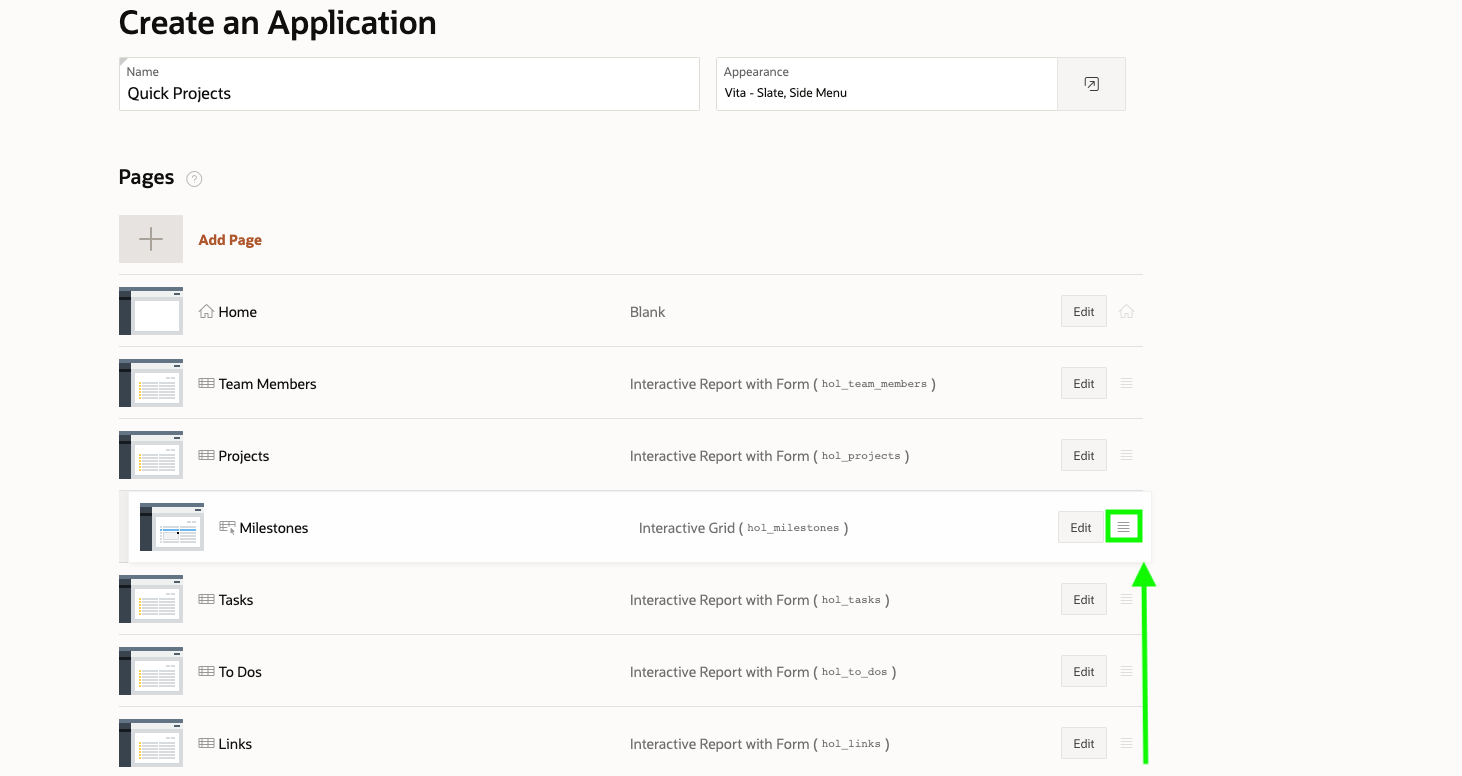 Create an Application
Name
Quick Projects
Appearance
Vita - Slate, Side Menu
Pages ?
Add Page
Home Blank Edit
Team Members Interactive Report with Form ( hol_team_members ) Edit
Projects Interactive Report with Form ( hol_projects ) Edit
Milestones Interactive Grid ( hol_milestones ) Edit
Tasks Interactive Report with Form ( hol_tasks ) Edit
To Dos Interactive Report with Form ( hol_to_dos ) Edit
Links Interactive Report with Form ( hol_links ) Edit